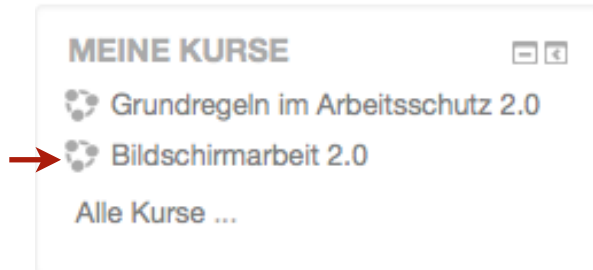 MEINE KURSE
Grundregeln im Arbeitsschutz 2.0
Bildschirmarbeit 2.0
Alle Kurse ...